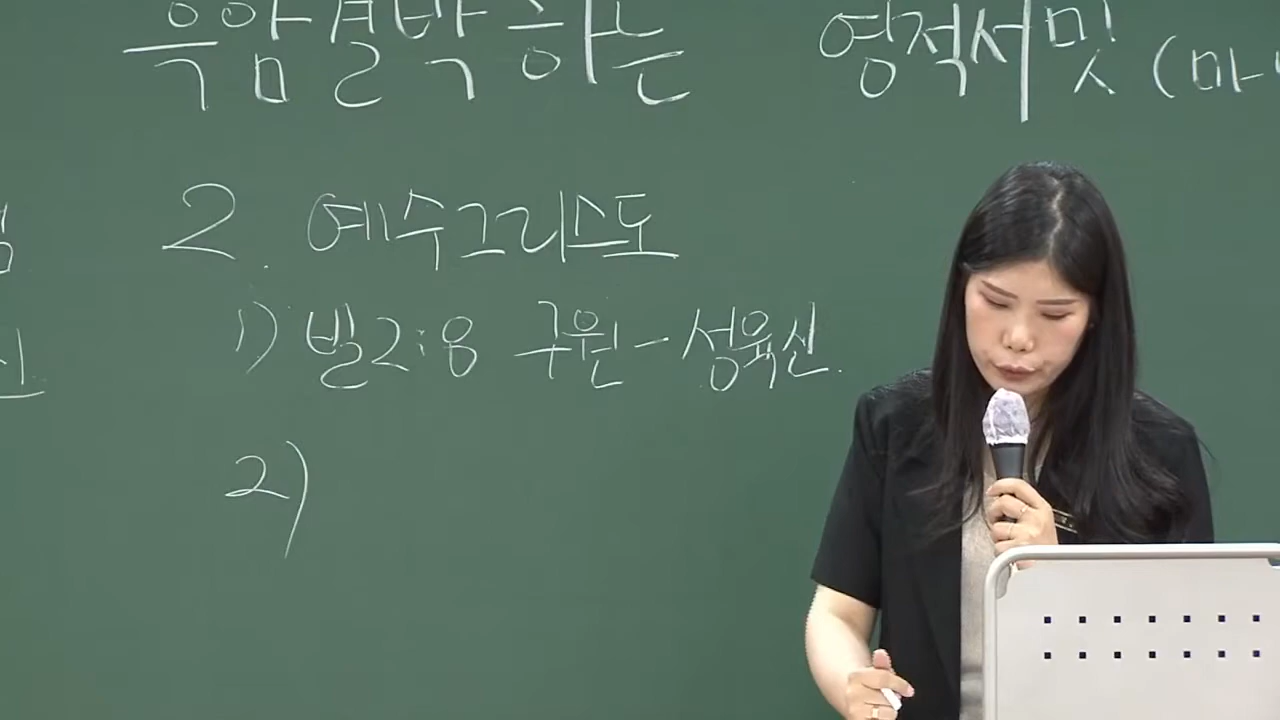 육암결박하는 영적서밋 (마
2. 예수그리스도
1) 빌2:8 구원-성육신.
2)